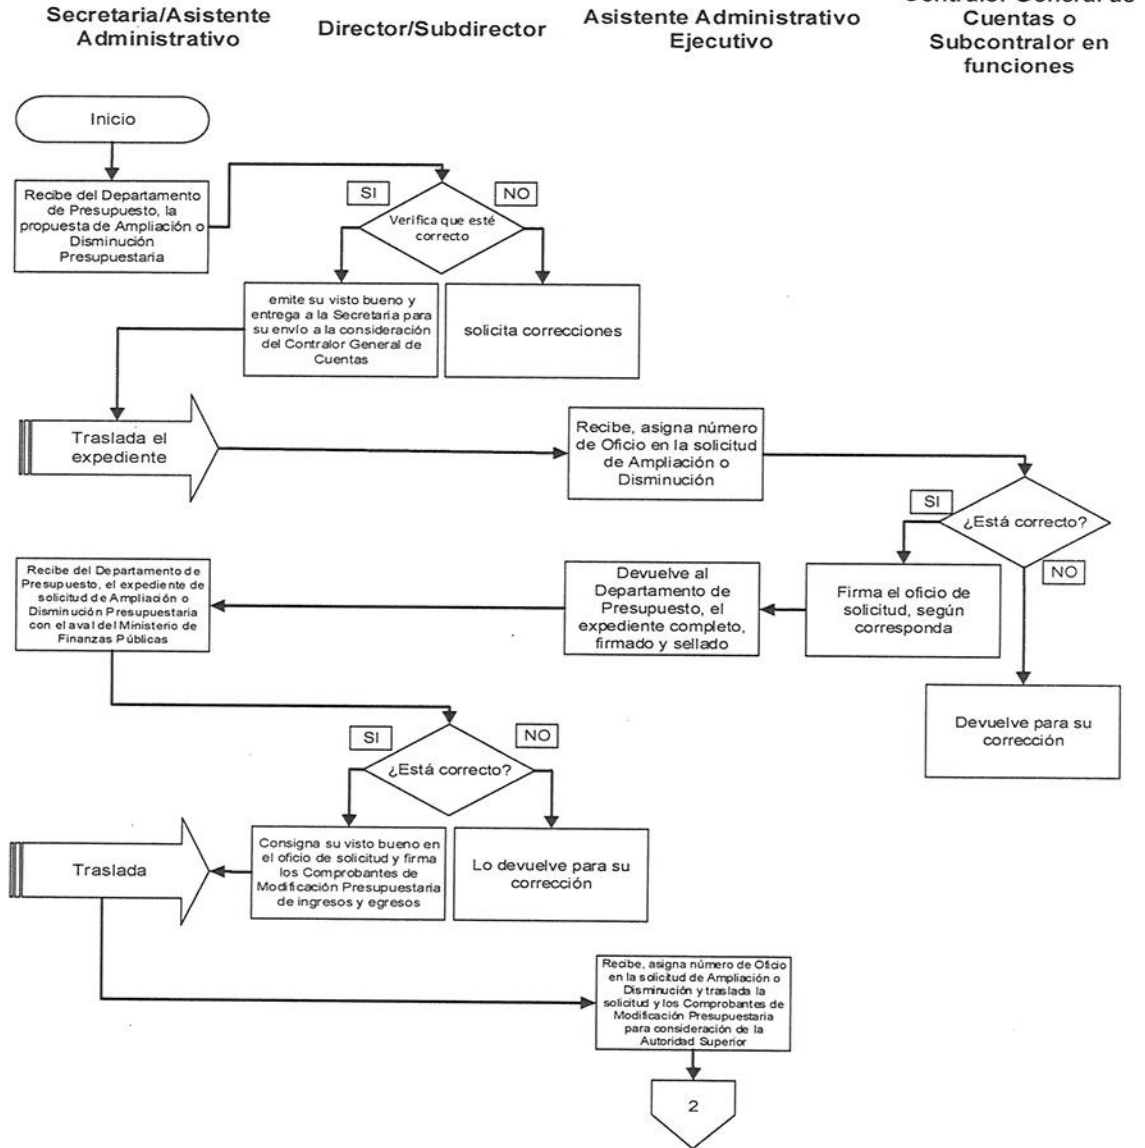 Secretaria/Asistente
Administrativo
Director/Subdirector
Asistente Administrativo
Ejecutivo
Cuentas o
Subcontralor en
funciones
Inicio
Recibe del Departamento
de Presupuesto, la
propuesta de Ampliación o
Disminución
Presupuestaria
SI
NO
Verifica que esté
correcto
emite su visto bueno y
entrega a la Secretaria para
su envío a la consideración
del Contralor General de
Cuentas
solicita correcciones
Traslada el
expediente
Recibe, asigna número
de Oficio en la solicitud
de Ampliación o
Disminución
SI
¿Está correcto?
NO
Recibe del Departamento de
Presupuesto, el expediente de
solicitud de Ampliación o
Disminución Presupuestaria
con el aval del Ministerio de
Finanzas Públicas
Devuelve al
Departamento de
Presupuesto, el
expediente completo,
firmado y sellado
Firma el oficio de
solicitud, según
corresponda
Devuelve para su
corrección
SI
NO
¿Está correcto?
Traslada
Consigna su visto bueno en
el oficio de solicitud y firma
los Comprobantes de
Modificación Presupuestaria
de ingresos y egresos
Lo devuelve para su
corrección
Recibe, asigna número de Oficio
en la solicitud de Ampliación o
Disminución y traslada la
solicitud y los Comprobantes de
Modificación Presupuestaria
para consideración de la
Autoridad Superior
2